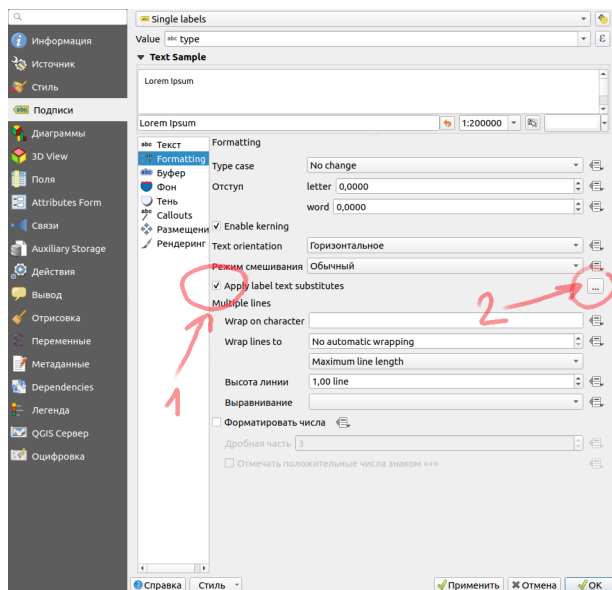 Single labels
Value abc type ε
Информация
Источник
Стиль
abc Подписи
Диаграммы
3D View
Поля
Attributes Form
Связи
Auxiliary Storage
Действия
Вывод
Отрисовка
Переменные
Метаданные
Dependencies
Легенда
QGIS Сервер
Оцифровка
Text Sample
Lorem Ipsum
Lorem Ipsum 1:200000
abc Текст
Formatting
abc Буфер
Фон
Тень
abc Callouts
Размещени
Рендеринг
Formatting
Type case No change
Отступ letter 0,0000
word 0,0000
Enable kerning
Text orientation Горизонтальное
Режим смешивания Обычный
Apply label text substitutes ...
Multiple lines
Wrap on character
Wrap lines to No automatic wrapping
Maximum line length
Высота линии 1,00 line
Выравнивание
Форматировать числа
Дробная часть 3
Отмечать положительные числа знаком «+»
1
2
Справка Стиль Применить Отмена OK